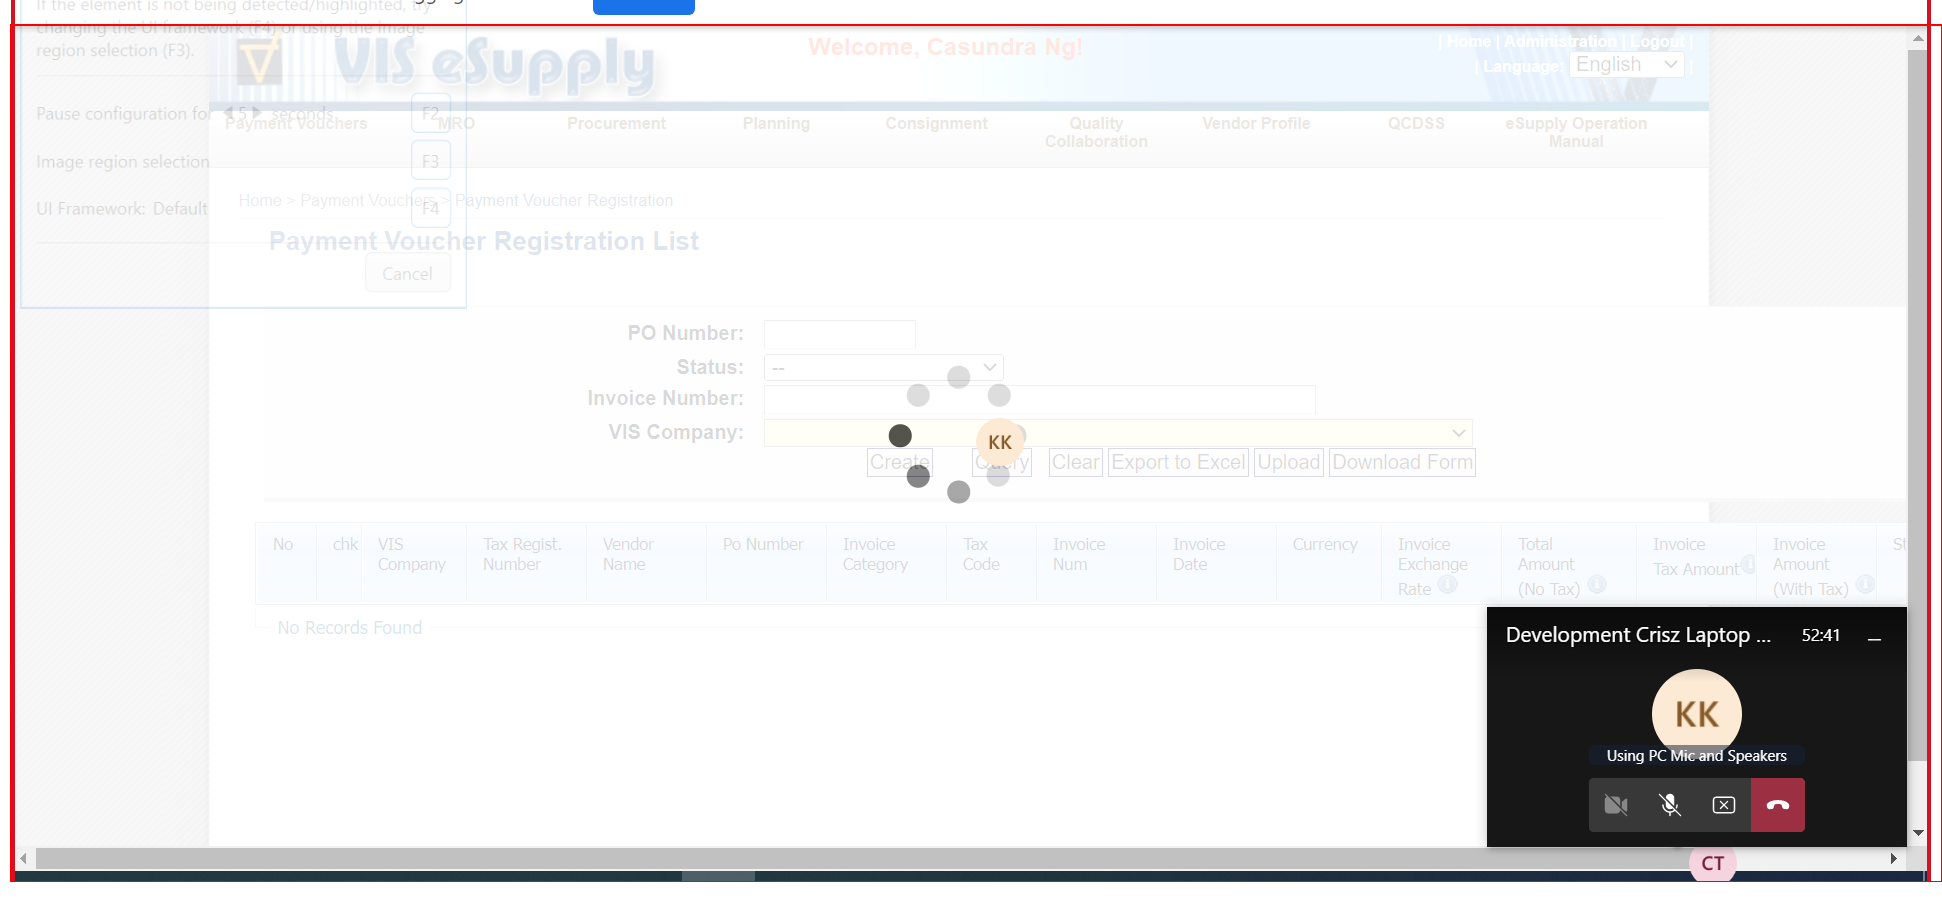 If the element is not being detected/highlighted, try
changing the UI framework (F4) or using the Image
region selection (F3).
Pause configuration for 5 seconds F2
Image region selection F3
UI Framework: Default F4
Cancel
VIS eSupply
Welcome, Casundra Ng!
| Home | Administration | Logout |
| Language: English |
Payment Vouchers MRO Procurement Planning Consignment Quality Collaboration Vendor Profile QCDSS eSupply Operation Manual
Home > Payment Vouchers > Payment Voucher Registration
Payment Voucher Registration List
PO Number:
Status: --
Invoice Number:
VIS Company:
KK
Create Query Clear Export to Excel Upload Download Form
No chk VIS Company Tax Regist. Number Vendor Name Po Number Invoice Category Tax Code Invoice Num Invoice Date Currency Invoice Exchange Rate Total Amount (No Tax) Invoice Tax Amount Invoice Amount (With Tax) St
No Records Found
Development Crisz Laptop ... 52:41
KK
Using PC Mic and Speakers
CT